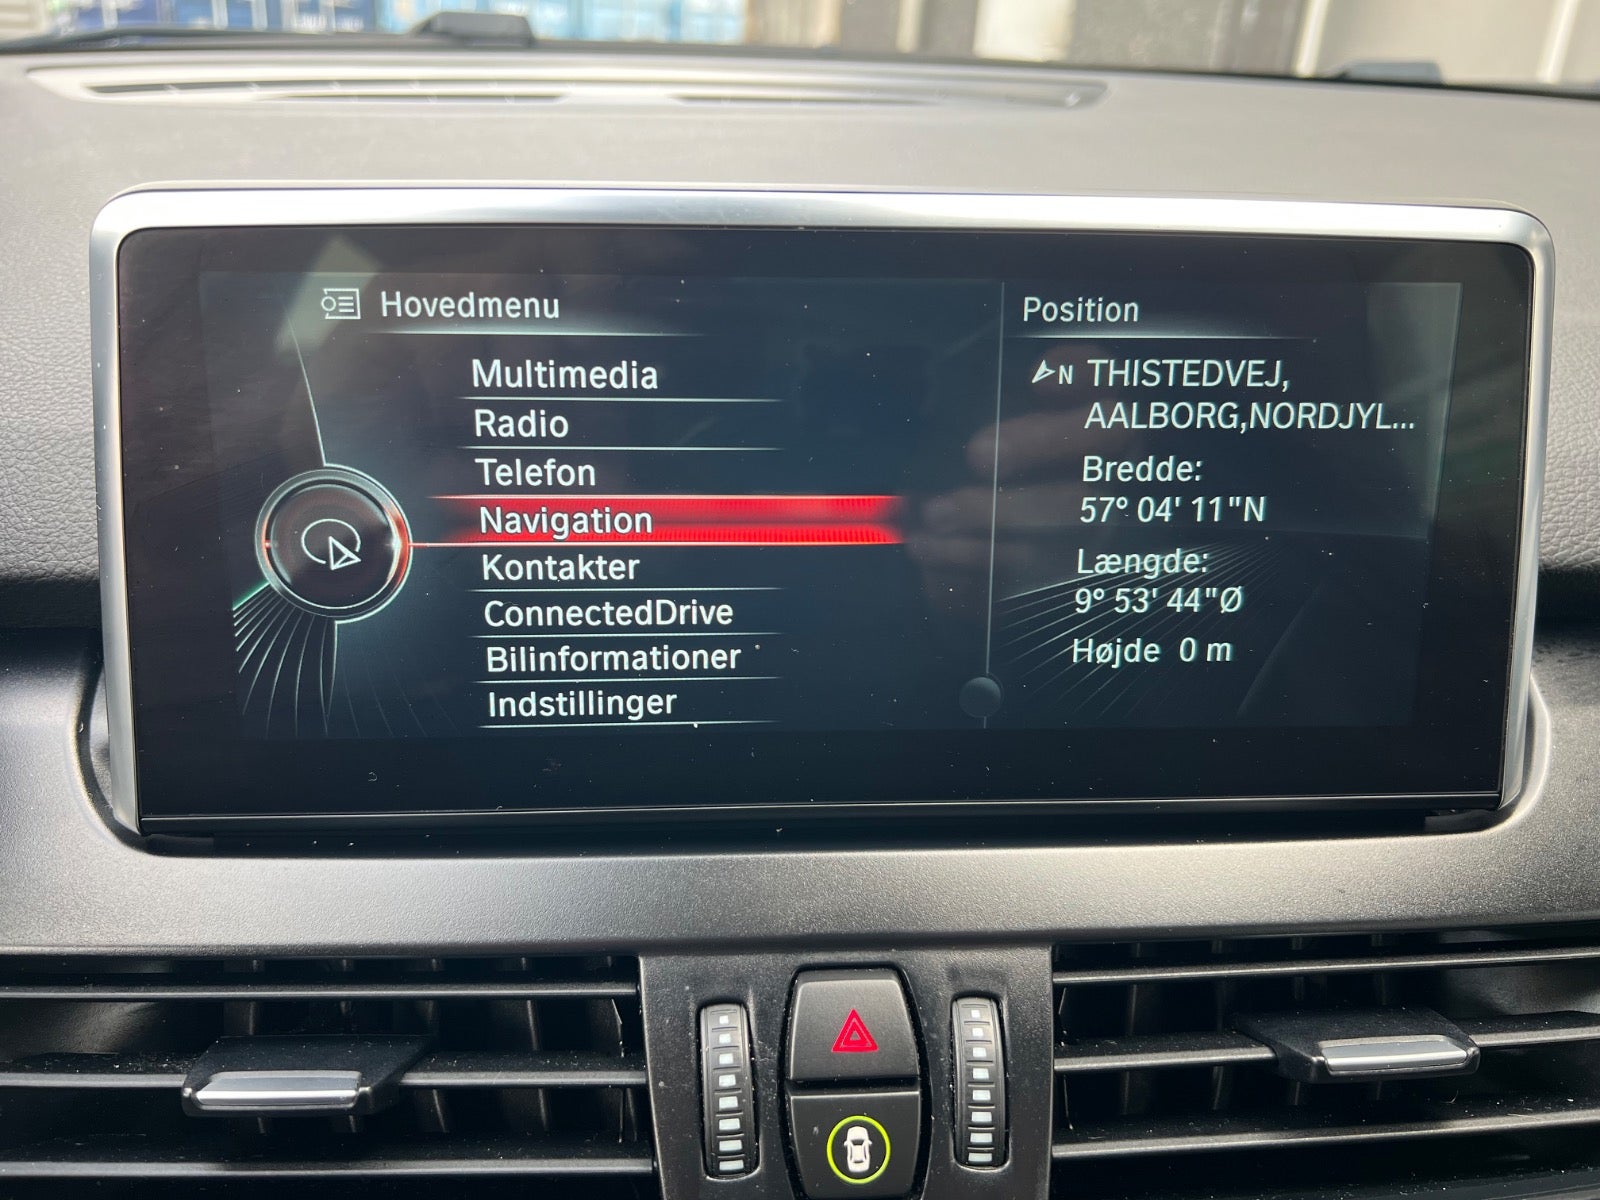 Hovedmenu
Multimedia
Radio
Telefon
Navigation
Kontakter
ConnectedDrive
Bilinformationer
Indstillinger
Position
N THISTEDVEJ,
AALBORG,NORDJYL...
Bredde:
57° 04' 11"N
Længde:
9° 53' 44"Ø
Højde 0 m